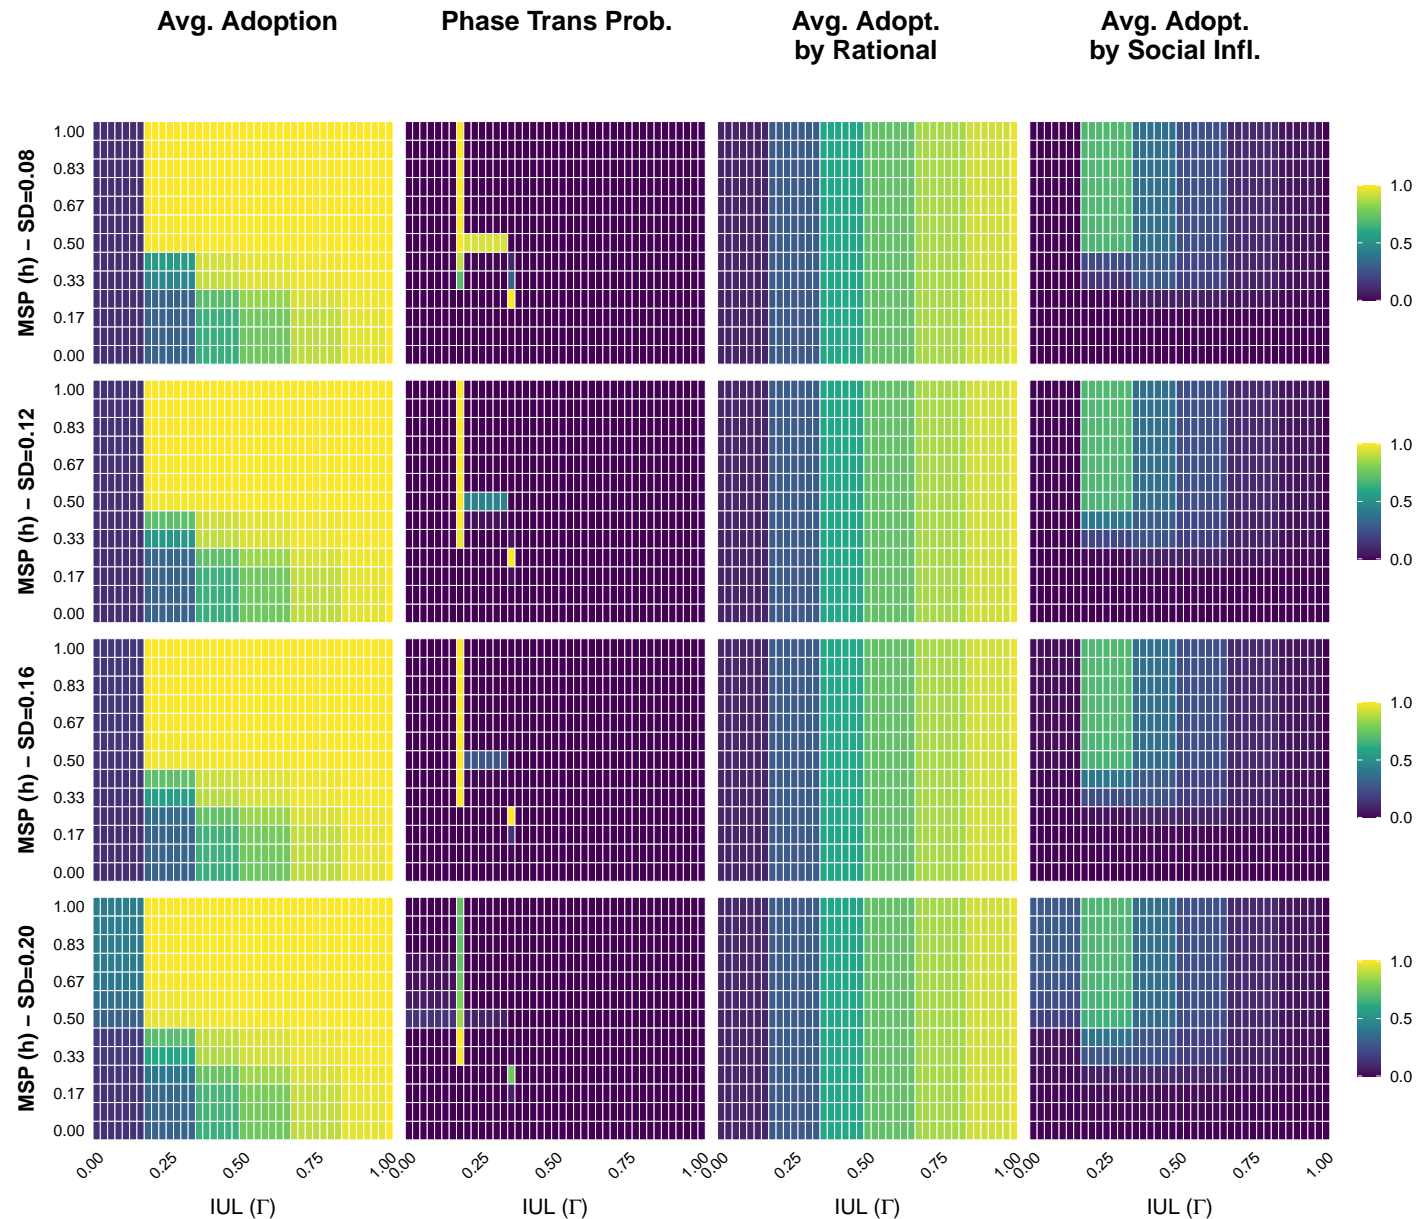 Avg. Adoption
Phase Trans Prob.
Avg. Adopt.
by Rational
Avg. Adopt.
by Social Infl.
MSP (h) − SD=0.08
1.00
0.83
0.67
0.50
0.33
0.17
0.00
1.0
0.5
0.0
MSP (h) − SD=0.12
1.00
0.83
0.67
0.50
0.33
0.17
0.00
1.0
0.5
0.0
MSP (h) − SD=0.16
1.00
0.83
0.67
0.50
0.33
0.17
0.00
1.0
0.5
0.0
MSP (h) − SD=0.20
1.00
0.83
0.67
0.50
0.33
0.17
0.00
1.0
0.5
0.0
0.00 0.25 0.50 0.75 1.00
0.00 0.25 0.50 0.75 1.00
0.00 0.25 0.50 0.75 1.00
0.00 0.25 0.50 0.75 1.00
IUL (Γ)
IUL (Γ)
IUL (Γ)
IUL (Γ)